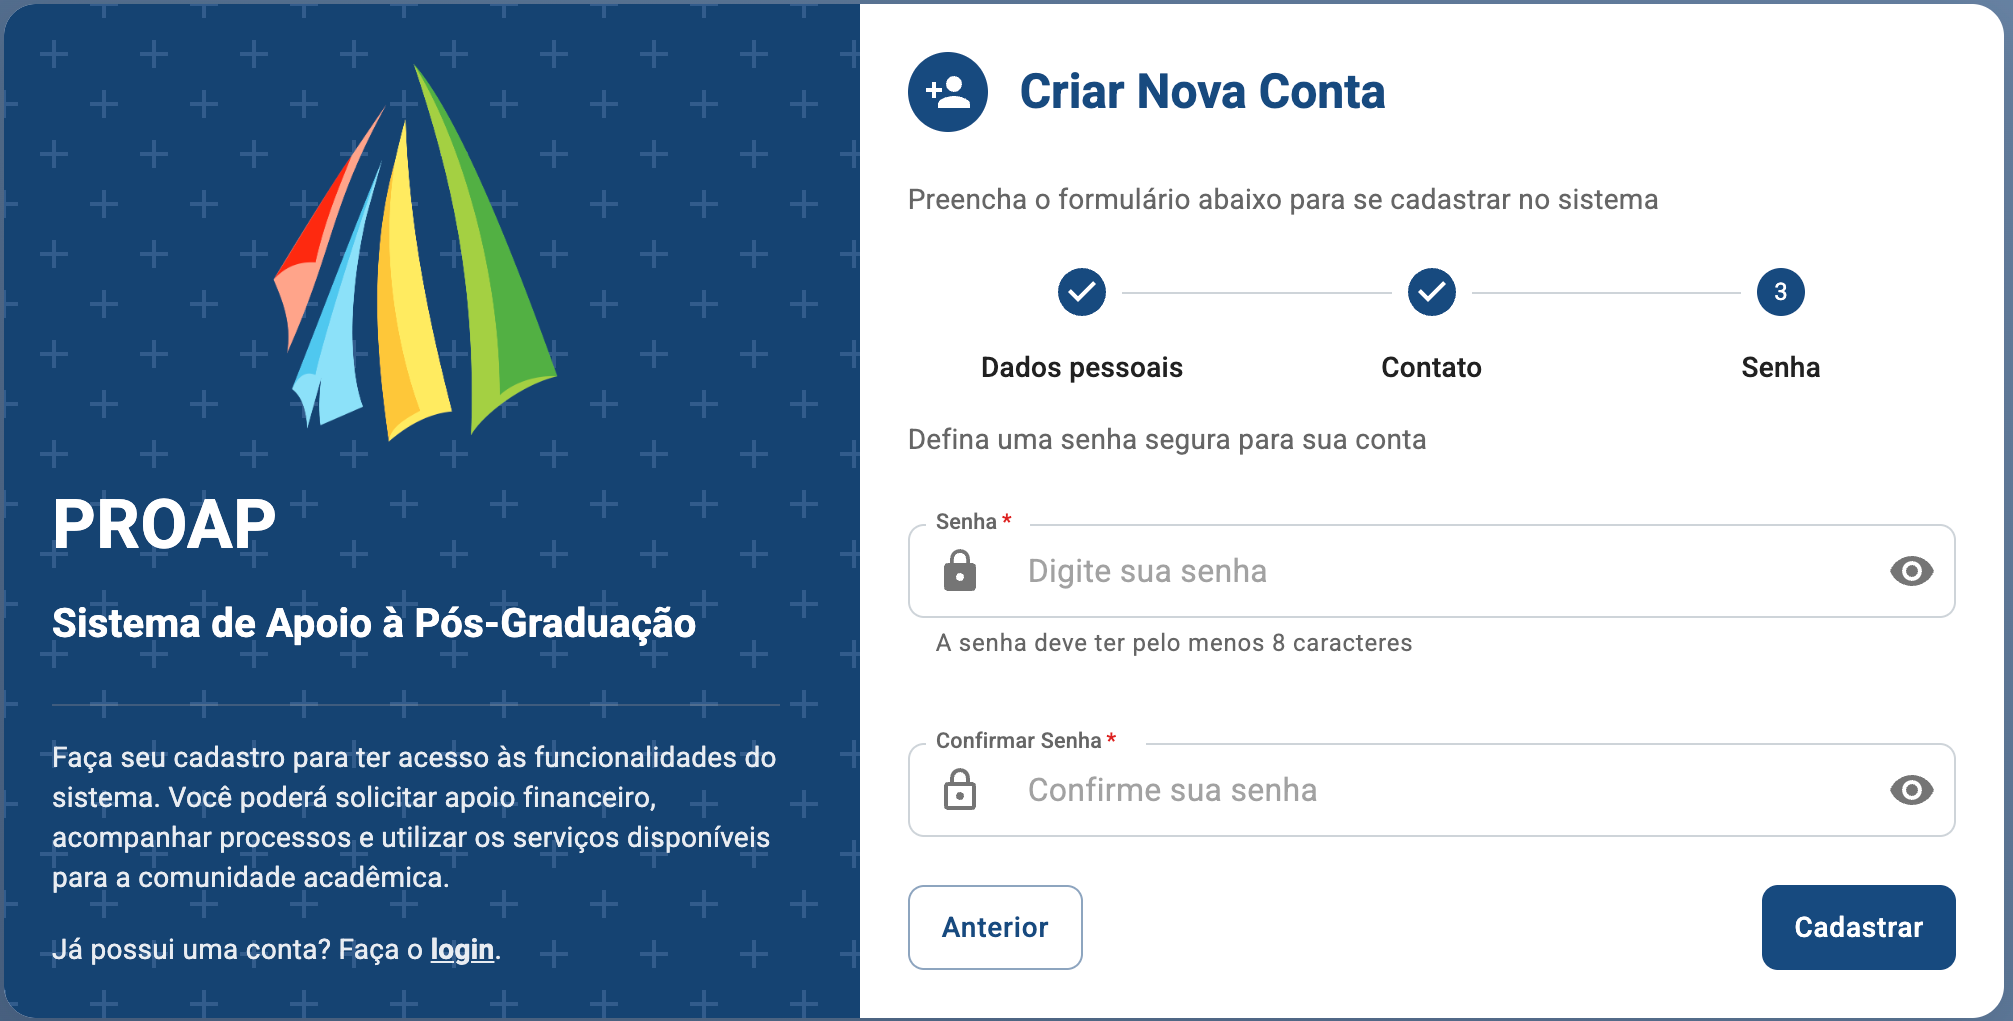 PROAP
Sistema de Apoio à Pós-Graduação
Faça seu cadastro para ter acesso às funcionalidades do
sistema. Você poderá solicitar apoio financeiro,
acompanhar processos e utilizar os serviços disponíveis
para a comunidade acadêmica.
Já possui uma conta? Faça o login.
Criar Nova Conta
Preencha o formulário abaixo para se cadastrar no sistema
3
Dados pessoais Contato Senha
Defina uma senha segura para sua conta
Senha *
Digite sua senha
A senha deve ter pelo menos 8 caracteres
Confirmar Senha *
Confirme sua senha
Anterior Cadastrar